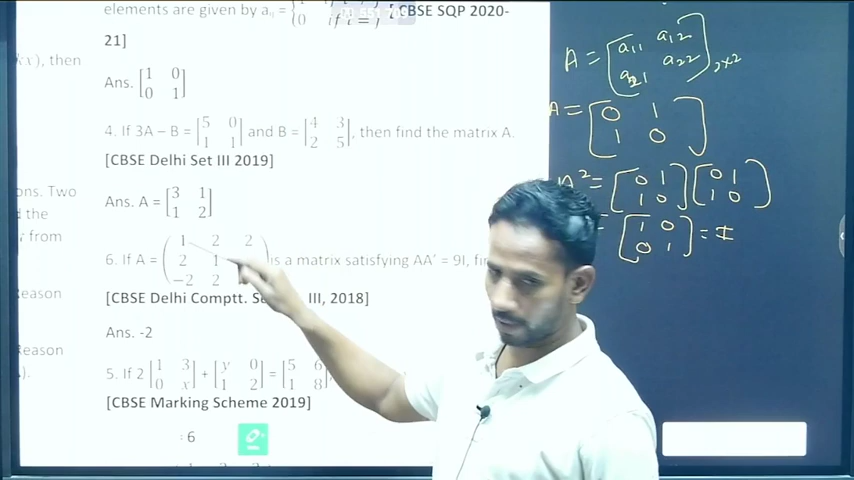 elements are given by a
CBSE SQP 2020-
21]
kx), then
Ans. [1 0
0 1]
4. If 3A – B = [5 0
1 1] and B = [4 3
2 5], then find the matrix A.
[CBSE Delhi Set III 2019]
ons. Two
d the
from
Ans. A = [3 1
1 2]
6. If A = (1 2 2
2 1
–2 2 ) is a matrix satisfying AA′ = 9I,
[CBSE Delhi Comptt. III, 2018]
eason
Ans. -2
Reason
).
5. If 2 [1 3
0 x] + [y 0
1 2] = [5 6
1 8]
[CBSE Marking Scheme 2019]
= 6
A = [a11 a12
a21 a22] 2×2
A = [0 1
1 0]
A² = [0 1
1 0] [0 1
1 0]
= [1 0
0 1] = I